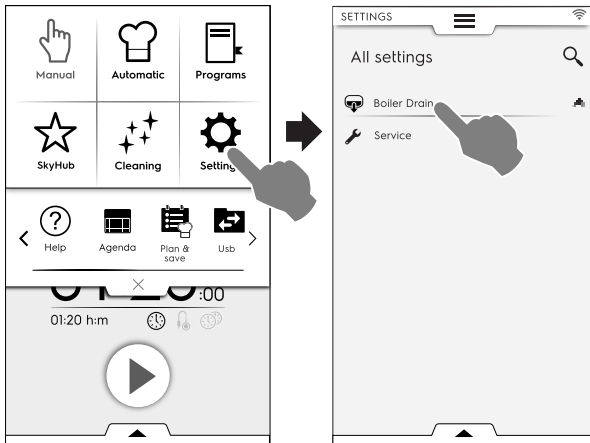 Manual Automatic Programs
SkyHub Cleaning Setting
Help Agenda Plan &
save Usb
:00
01:20 h:m
SETTINGS
All settings
Boiler Drain
Service